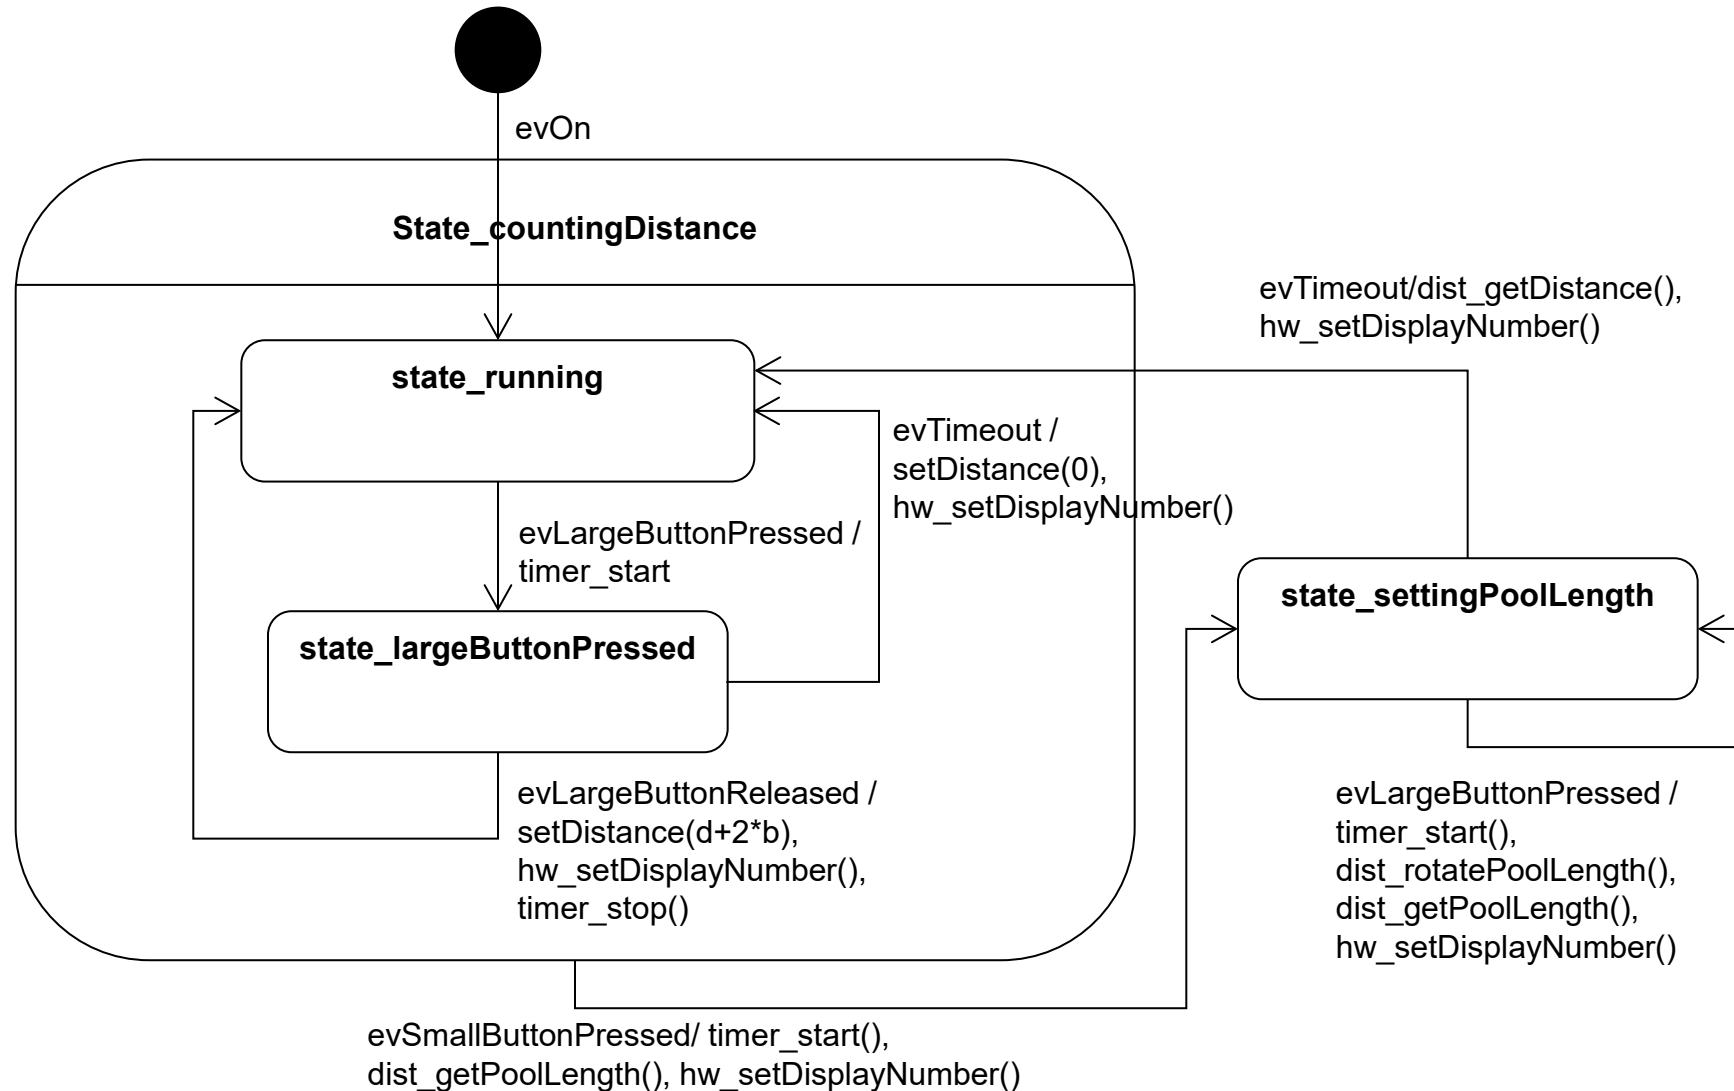 evOn
State_countingDistance
evTimeout/dist_getDistance(),
hw_setDisplayNumber()
state_running
evTimeout /
setDistance(0),
hw_setDisplayNumber()
evLargeButtonPressed /
timer_start
state_settingPoolLength
state_largeButtonPressed
evLargeButtonReleased /
setDistance(d+2*b),
hw_setDisplayNumber(),
timer_stop()
evLargeButtonPressed /
timer_start(),
dist_rotatePoolLength(),
dist_getPoolLength(),
hw_setDisplayNumber()
evSmallButtonPressed/ timer_start(),
dist_getPoolLength(), hw_setDisplayNumber()